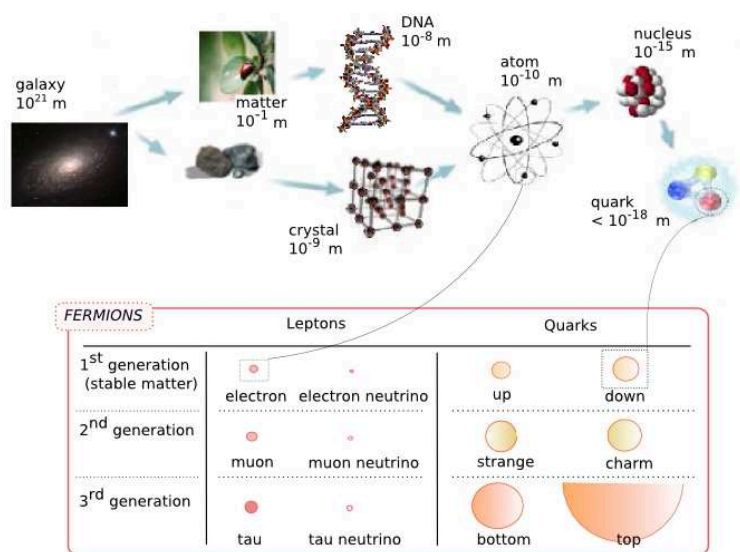 galaxy
10²¹ m
matter
10⁻¹ m
DNA
10⁻⁸ m
crystal
10⁻⁹ m
atom
10⁻¹⁰ m
nucleus
10⁻¹⁵ m
quark
< 10⁻¹⁸ m
FERMIONS
Leptons Quarks
1ˢᵗ generation
(stable matter)
electron electron neutrino up down
2ⁿᵈ generation
muon muon neutrino strange charm
3ʳᵈ generation
tau tau neutrino bottom top